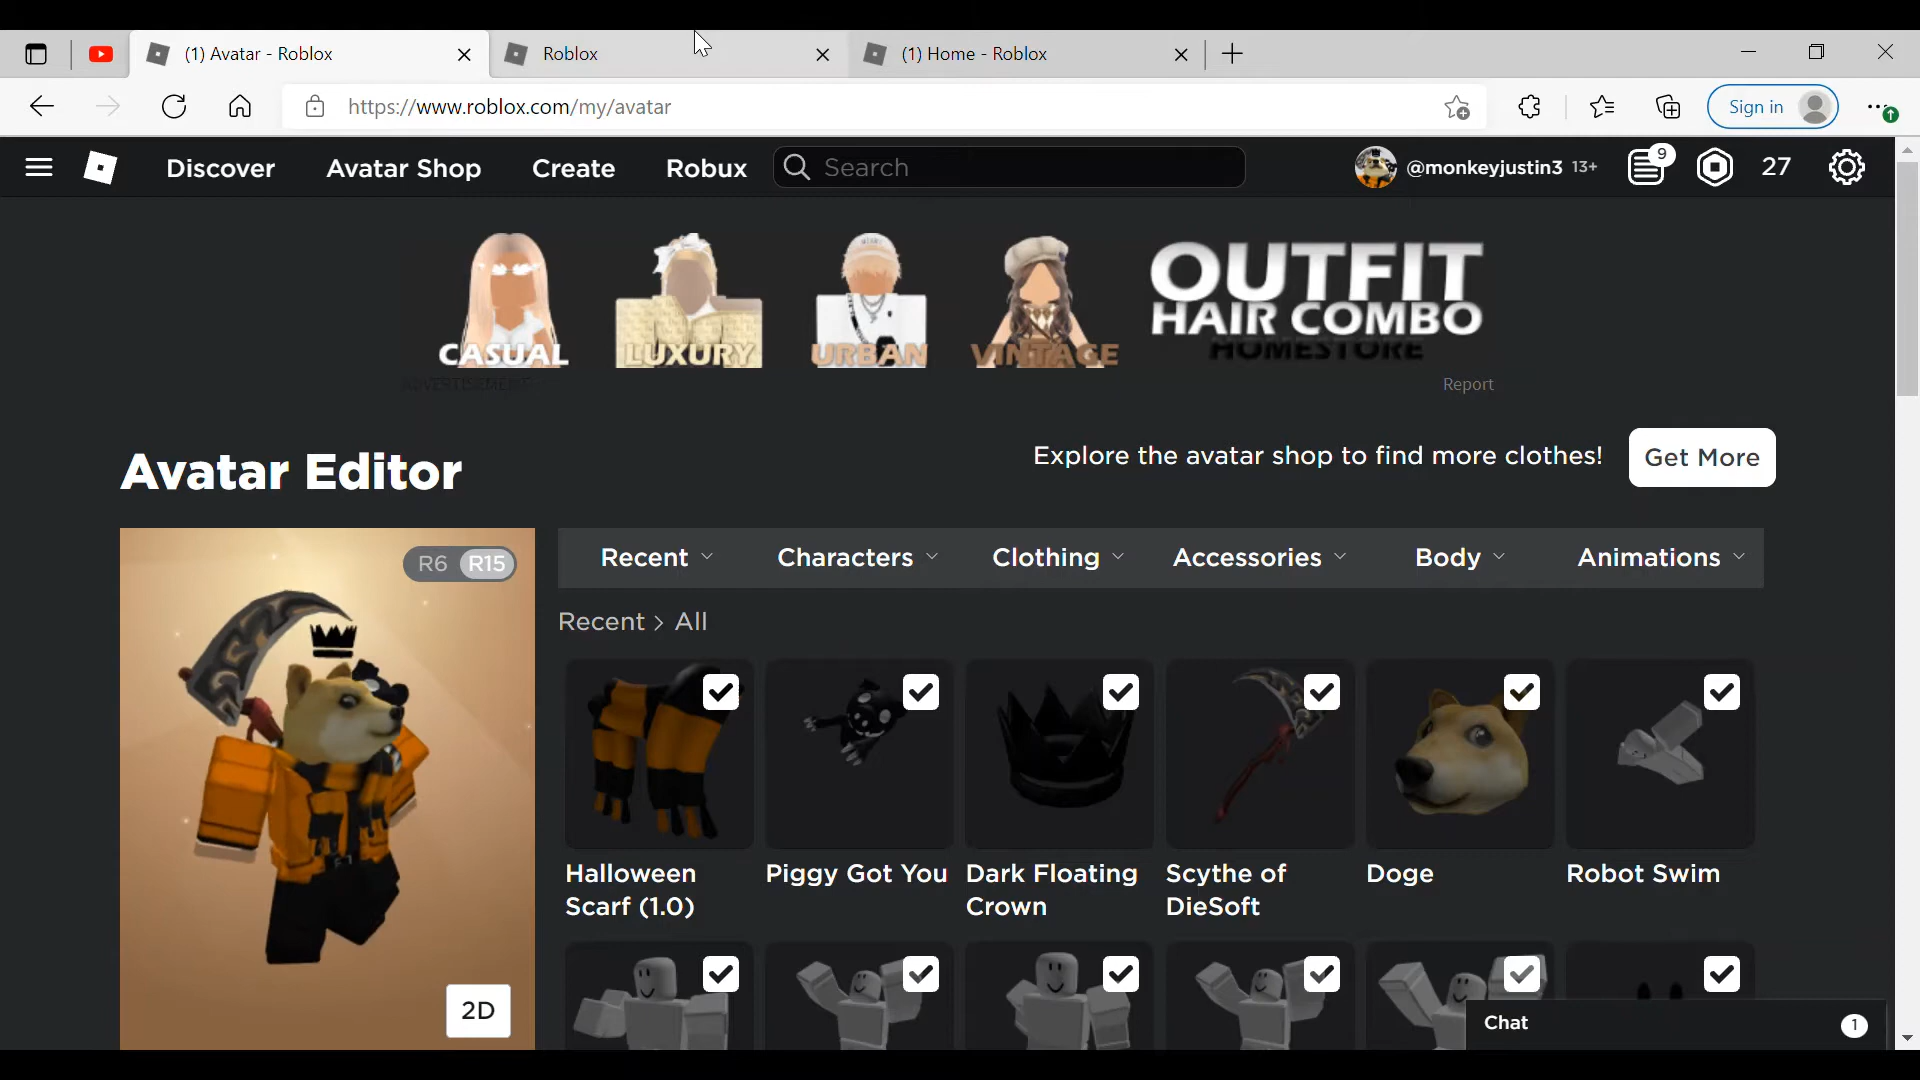 (1) Avatar - Roblox
Roblox
(1) Home - Roblox
https://www.roblox.com/my/avatar
Sign in
Discover
Avatar Shop
Create
Robux
Search
@monkeyjustin3 13+
9
27
CASUAL
LUXURY
URBAN
VINTAGE
OUTFIT
HAIR COMBO
HOMESTORE
ADVERTISEMENT
Report
Avatar Editor
Explore the avatar shop to find more clothes!
Get More
R6 R15
2D
Recent
Characters
Clothing
Accessories
Body
Animations
Recent > All
Halloween
Scarf (1.0)
Piggy Got You
Dark Floating
Crown
Scythe of
DieSoft
Doge
Robot Swim
Chat
1